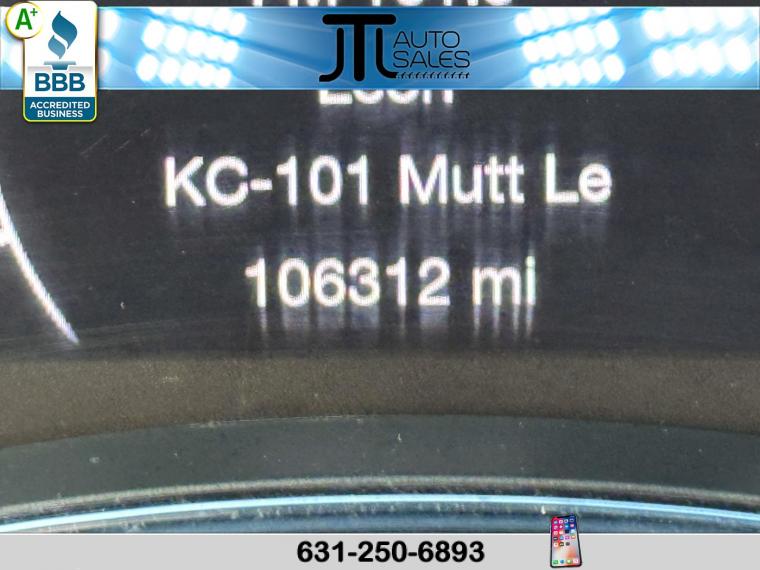 A+
BBB
ACCREDITED
BUSINESS
JTL AUTO
SALES
KC-101 Mutt Le
106312 mi
631-250-6893